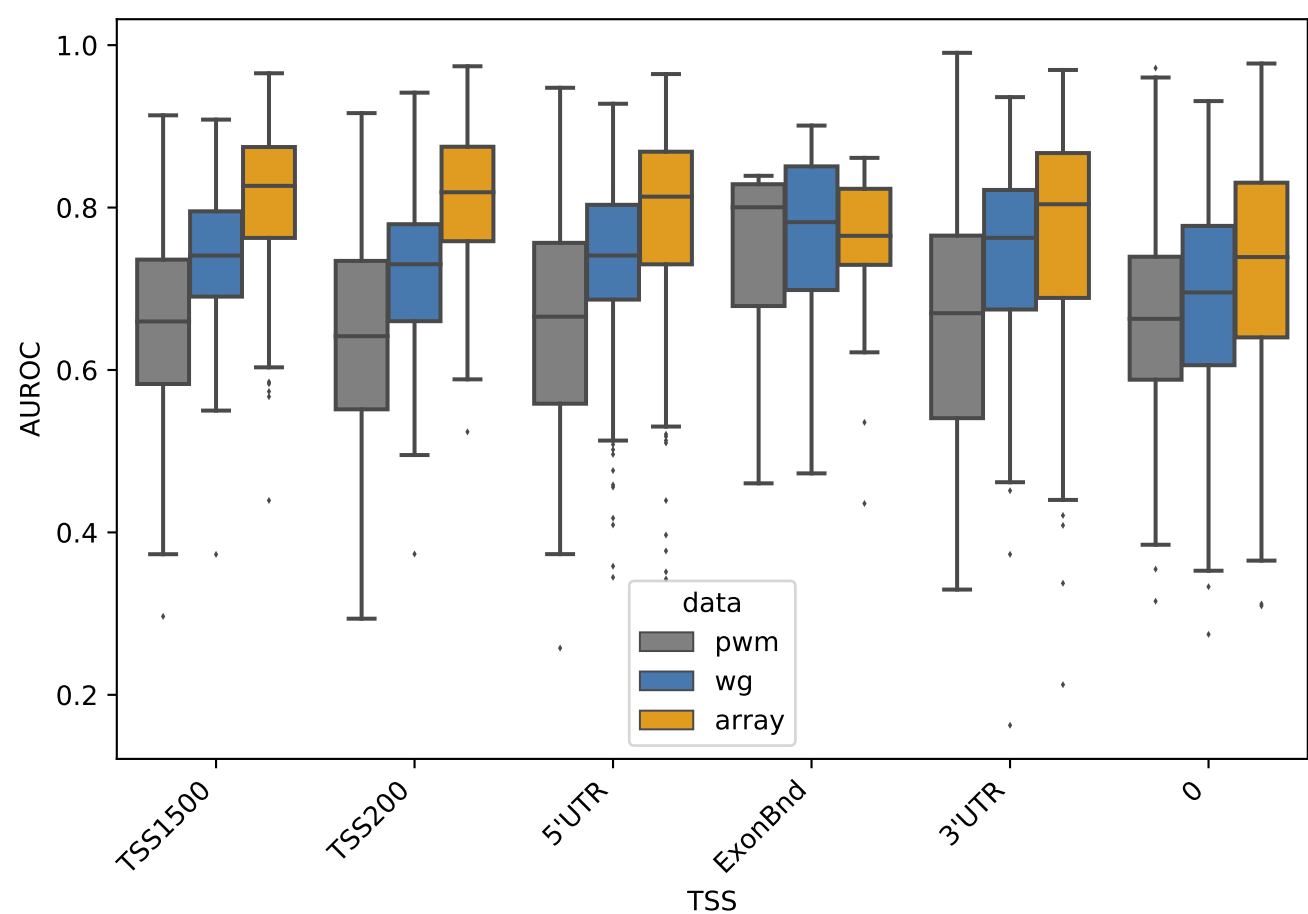 1.0
0.8
0.6
0.4
0.2
AUROC
data
pwm
wg
array
TSS1500
TSS200
5'UTR
ExonBnd
3'UTR
0
TSS